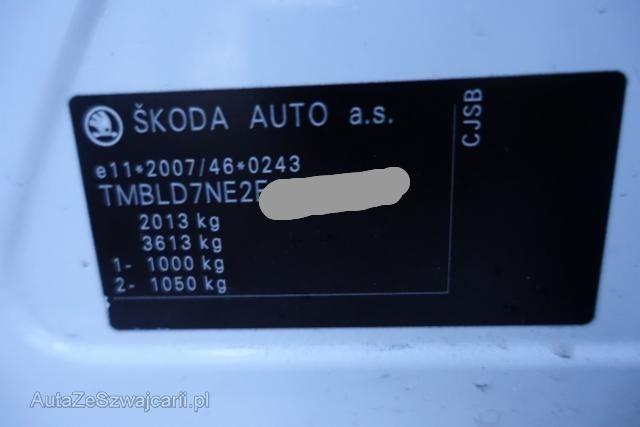 ŠKODA AUTO a.s.
e11*2007/46*0243
TMBLD7NE2
2013 kg
3613 kg
1- 1000 kg
2- 1050 kg
CJSB
AutaZeSzwajcarii.pl